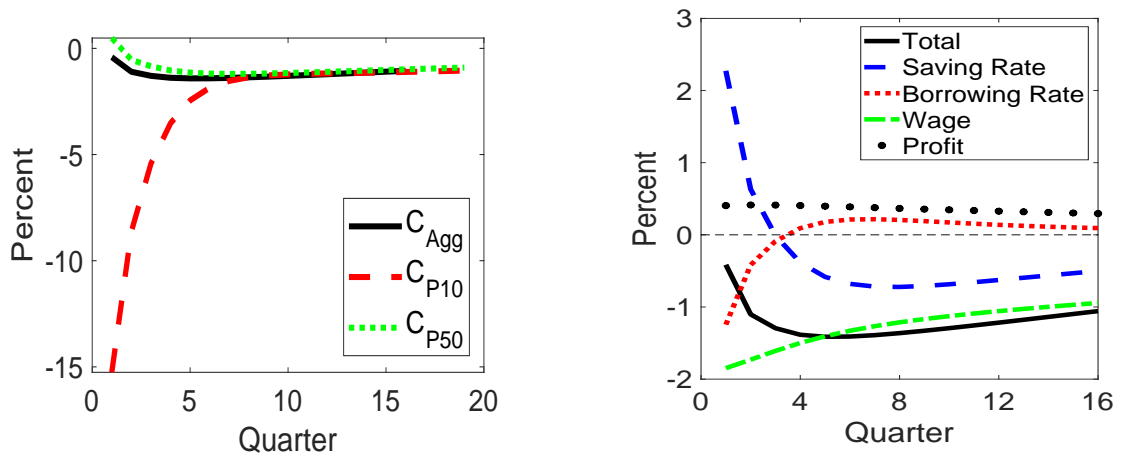 0
-5
-10
-15
Percent
0
5
10
15
20
Quarter
C_Agg
C_P10
C_P50
3
2
1
0
-1
-2
Percent
0
4
8
12
16
Quarter
Total
Saving Rate
Borrowing Rate
Wage
Profit